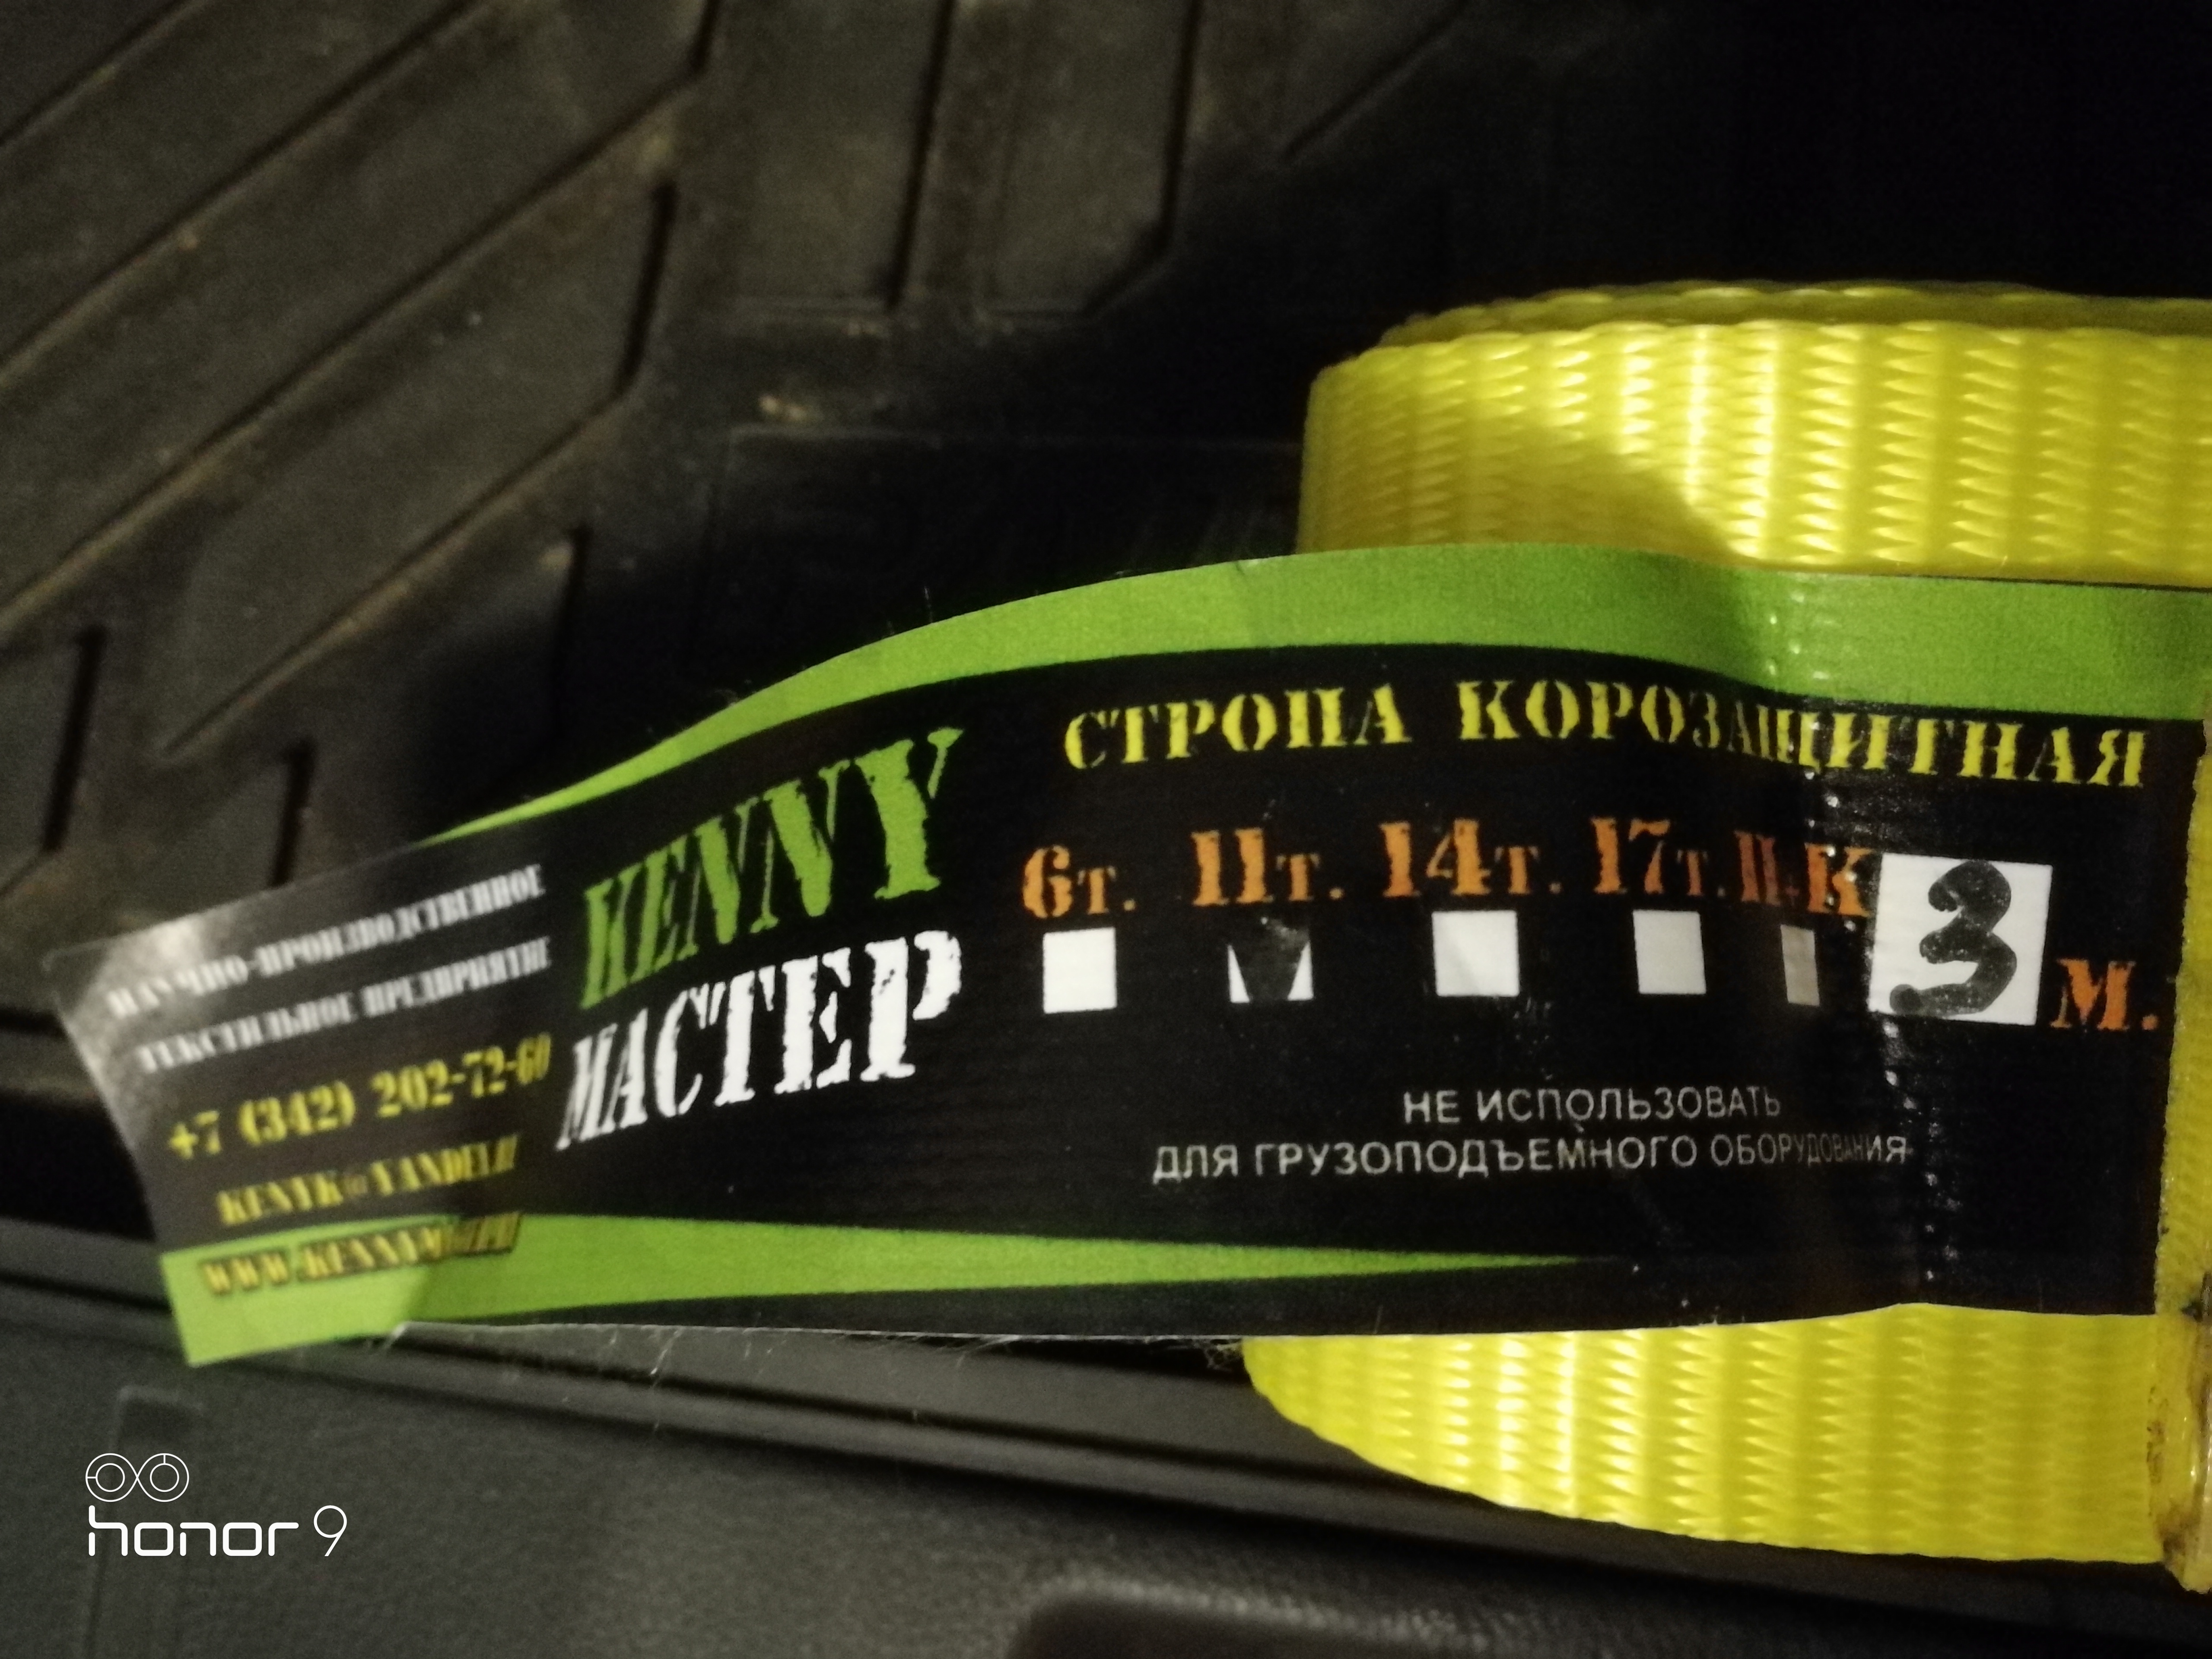 НАУЧНО-ПРОИЗВОДСТВЕННОЕ
ТЕКСТИЛЬНОЕ ПРЕДПРИЯТИЕ
+7 (342) 202-72-60
KENNY
МАСТЕР
СТРОПА КОРОЗАЩИТНАЯ
6т. 11т. 14т. 17т.
3 М.
НЕ ИСПОЛЬЗОВАТЬ
ДЛЯ ГРУЗОПОДЪЕМНОГО ОБОРУДОВАНИЯ
honor 9